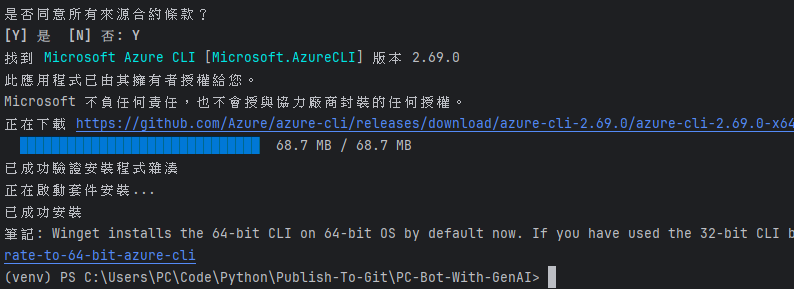 是否同意所有來源合約條款？
[Y] 是  [N] 否: Y
找到 Microsoft Azure CLI [Microsoft.AzureCLI] 版本 2.69.0
此應用程式已由其擁有者授權給您。
Microsoft 不負任何責任，也不會授與協力廠商封裝的任何授權。
正在下載 https://github.com/Azure/azure-cli/releases/download/azure-cli-2.69.0/azure-cli-2.69.0-x64
68.7 MB / 68.7 MB
已成功驗證安裝程式雜湊
正在啟動套件安裝...
已成功安裝
筆記: Winget installs the 64-bit CLI on 64-bit OS by default now. If you have used the 32-bit CLI b
rate-to-64-bit-azure-cli
(venv) PS C:\Users\PC\Code\Python\Publish-To-Git\PC-Bot-With-GenAI>